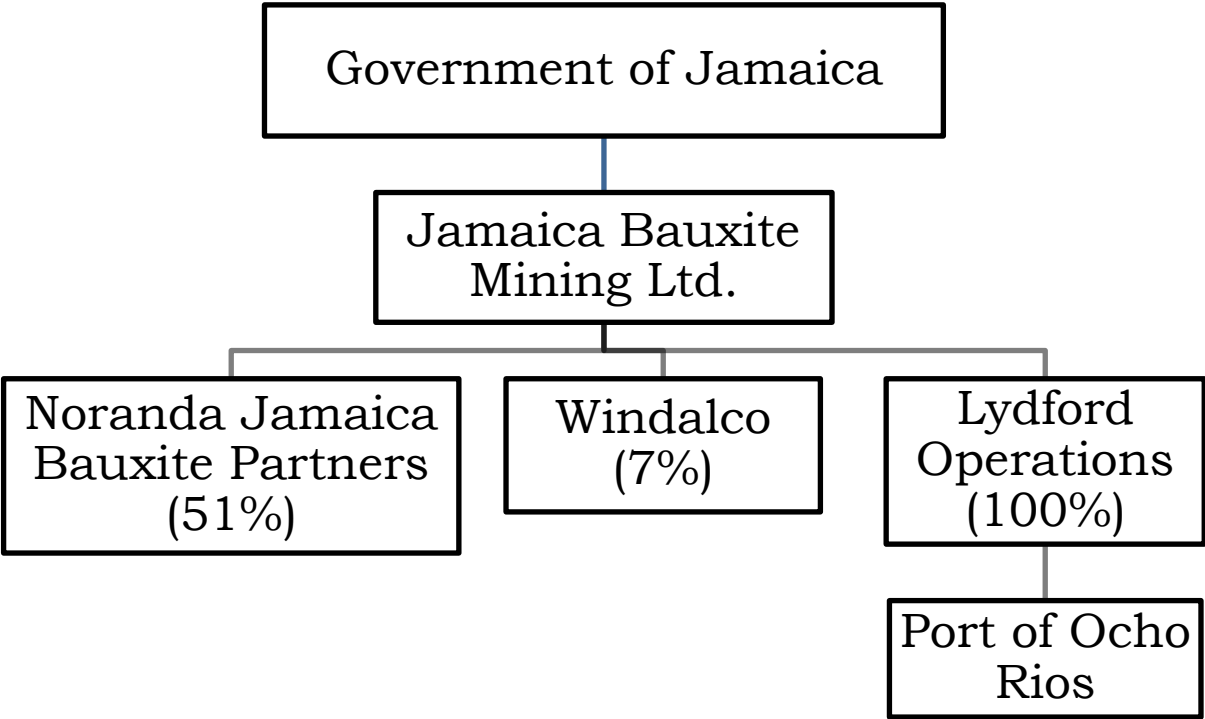 Government of Jamaica
Jamaica Bauxite
Mining Ltd.
Noranda Jamaica
Bauxite Partners
(51%)
Windalco
(7%)
Lydford
Operations
(100%)
Port of Ocho
Rios